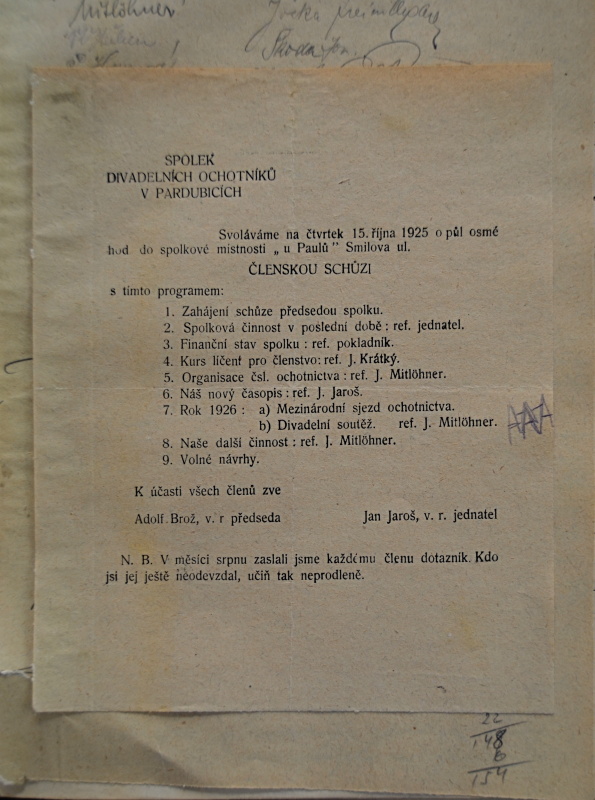 Mitlöhner
Škoda Jan
SPOLEK
DIVADELNÍCH OCHOTNÍKŮ
V PARDUBICÍCH
Svoláváme na čtvrtek 15. října 1925 o půl osmé
hod do spolkové místnosti „u Paulů” Smilova ul.
ČLENSKOU SCHŮZI
s tímto programem:
1. Zahájení schůze předsedou spolku.
2. Spolková činnost v poslední době : ref. jednatel.
3. Finanční stav spolku : ref. pokladník.
4. Kurs líčení pro členstvo: ref. J. Krátký.
5. Organisace čsl. ochotnictva : ref. J. Mitlöhner.
6. Náš nový časopis : ref. J. Jaroš.
7. Rok 1926 : a) Mezinárodní sjezd ochotnictva.
b) Divadelní soutěž. ref. J. Mitlöhner.
8. Naše další činnost : ref. J. Mitlöhner.
9. Volné návrhy.
K účasti všech členů zve
Adolf Brož, v. r předseda Jan Jaroš, v. r. jednatel
N. B. V měsíci srpnu zaslali jsme každému členu dotazník. Kdo
jsi jej ještě neodevzdal, učiň tak neprodleně.
22
148
6
154